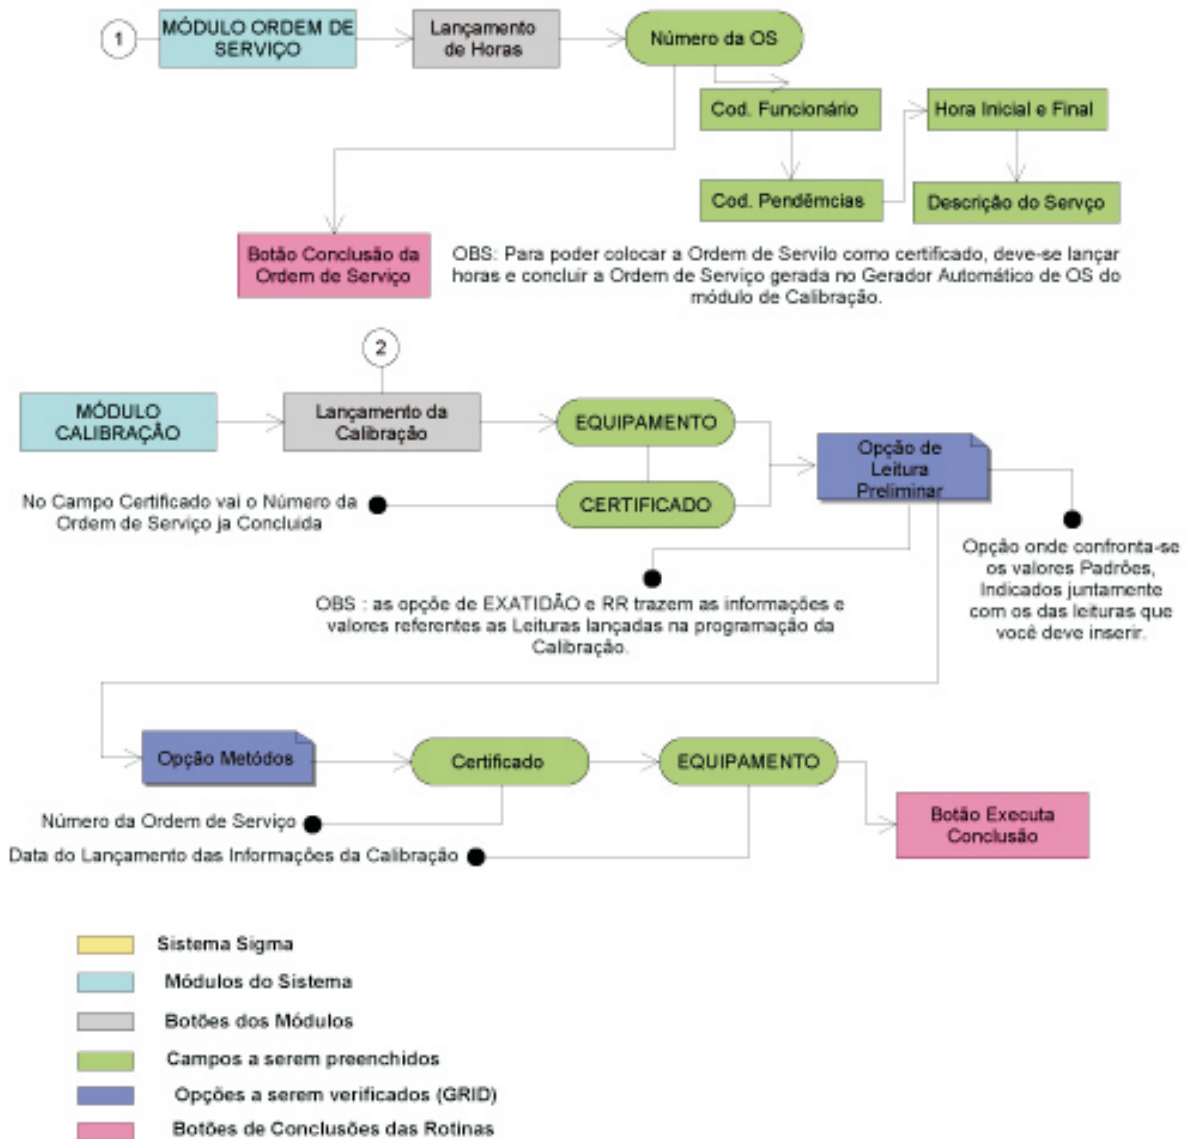 1
MÓDULO ORDEM DE
SERVIÇO
Lançamento
de Horas
Número da OS
Cod. Funcionário
Hora Inicial e Final
Cod. Pendêmcias
Descrição do Servço
Botão Conclusão da
Ordem de Serviço
OBS: Para poder colocar a Ordem de Servilo como certificado, deve-se lançar
horas e concluir a Ordem de Serviço gerada no Gerador Automático de OS do
módulo de Calibração.
2
MÓDULO
CALIBRAÇÃO
Lançamento da
Calibração
EQUIPAMENTO
CERTIFICADO
Opção de
Leitura
Preliminar
No Campo Certificado vai o Número da
Ordem de Serviço ja Concluida
OBS : as opçõe de EXATIDÃO e RR trazem as informações e
valores referentes as Leituras lançadas na programação da
Calibração.
Opção onde confronta-se
os valores Padrões,
Indicados juntamente
com os das leituras que
você deve inserir.
Opção Metódos
Certificado
EQUIPAMENTO
Botão Executa
Conclusão
Número da Ordem de Serviço
Data do Lançamento das Informações da Calibração
Sistema Sigma
Módulos do Sistema
Botões dos Módulos
Campos a serem preenchidos
Opções a serem verificados (GRID)
Botões de Conclusões das Rotinas